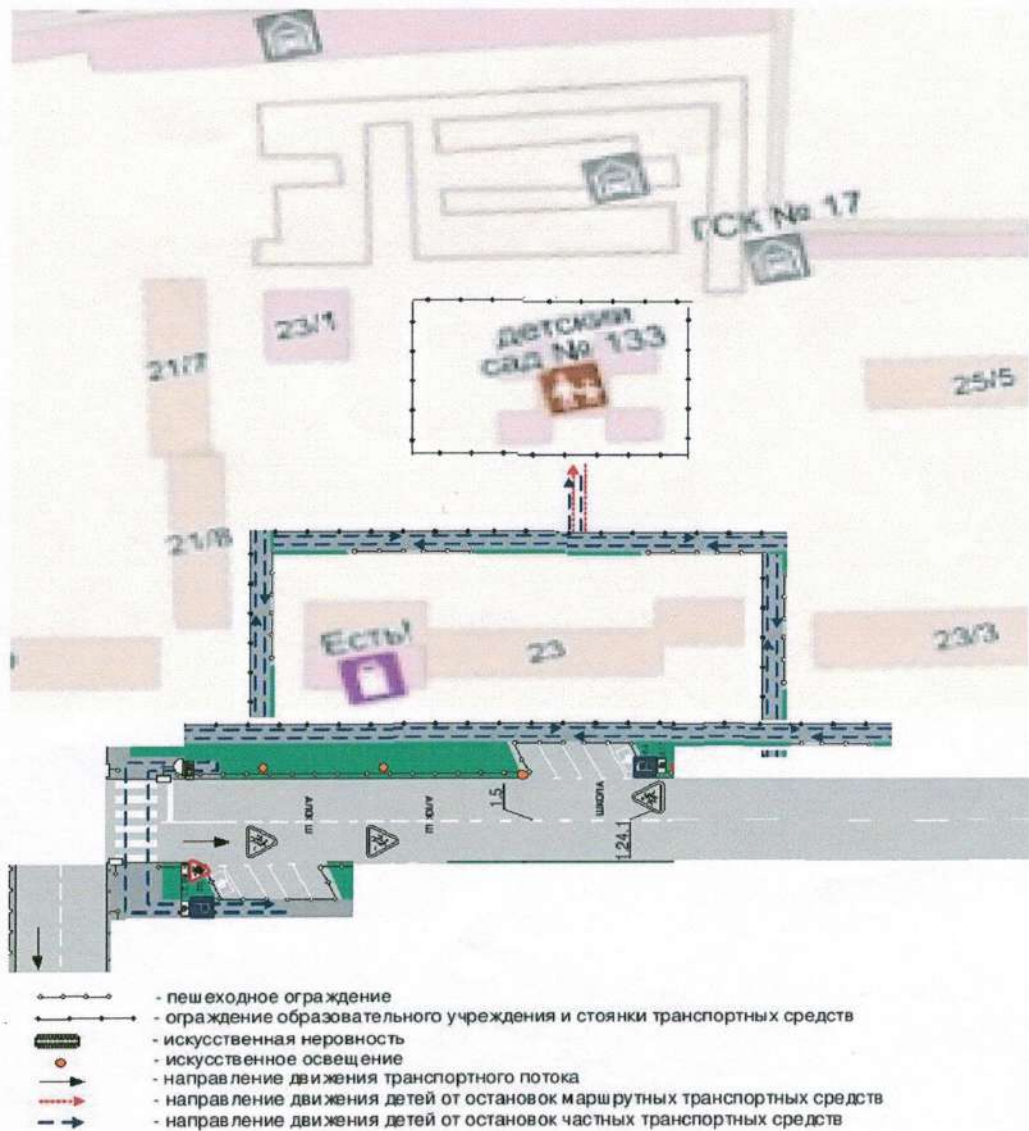 ГСК № 17
23/1
детский
сад № 133
21/7
25/5
21/8
Есть!
23
23/3
1.5
ШКОЛА
ШКОЛА
ШКОЛА
1.24.1
- пешеходное ограждение
- ограждение образовательного учреждения и стоянки транспортных средств
- искусственная неровность
- искусственное освещение
- направление движения транспортного потока
- направление движения детей от остановок маршрутных транспортных средств
- направление движения детей от остановок частных транспортных средств